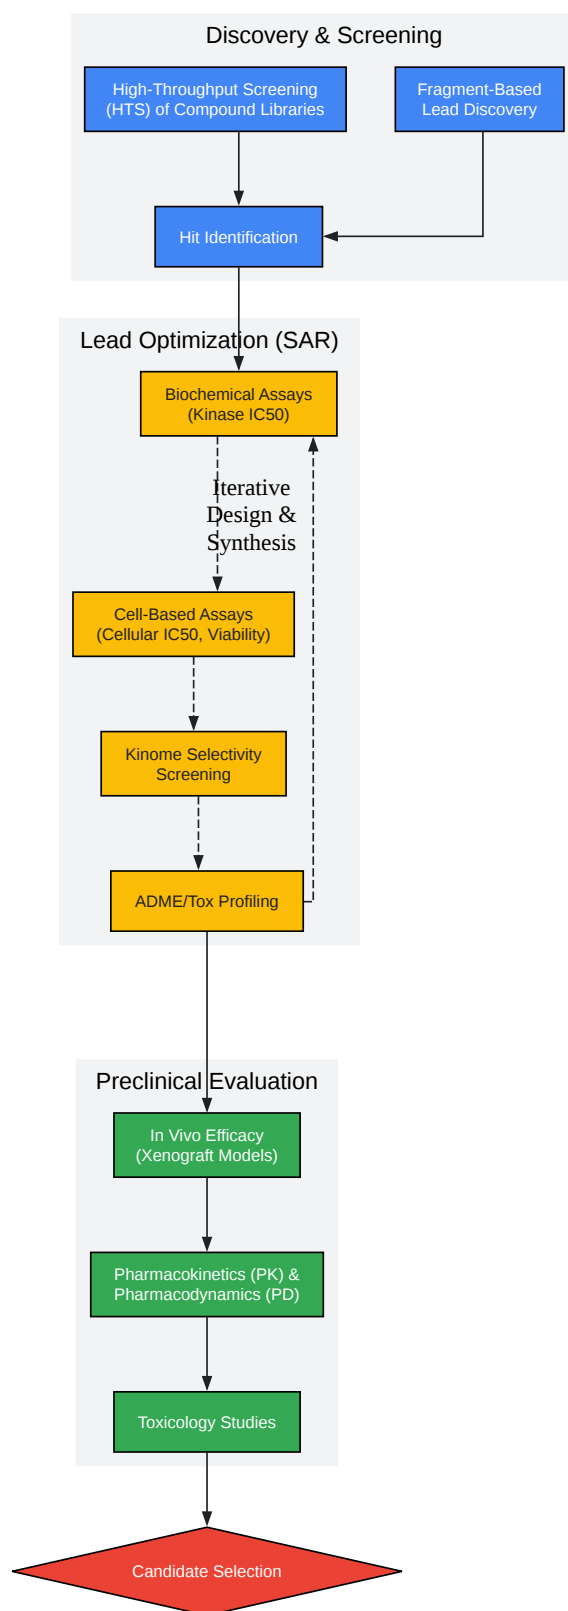 Discovery & Screening
High-Throughput Screening
(HTS) of Compound Libraries
Fragment-Based
Lead Discovery
Hit Identification
Lead Optimization (SAR)
Biochemical Assays
(Kinase IC50)
Iterative
Design &
Synthesis
Cell-Based Assays
(Cellular IC50, Viability)
Kinome Selectivity
Screening
ADME/Tox Profiling
Preclinical Evaluation
In Vivo Efficacy
(Xenograft Models)
Pharmacokinetics (PK) &
Pharmacodynamics (PD)
Toxicology Studies
Candidate Selection